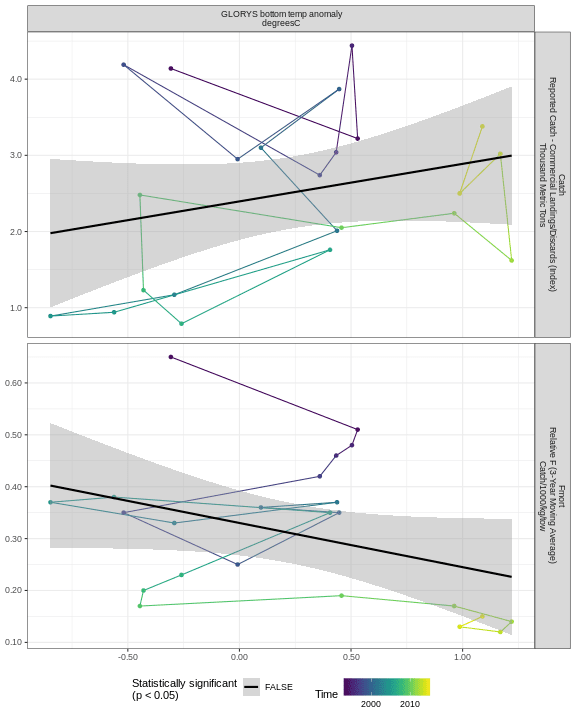 GLORYS bottom temp anomaly
degreesC
4.0
3.0
2.0
1.0
Catch
Reported Catch - Commercial Landings/Discards (Index)
Thousand Metric Tons
0.60
0.50
0.40
0.30
0.20
0.10
Fmort
Relative F (3-Year Moving Average)
Catch/1000/kg/tow
-0.50
0.00
0.50
1.00
Statistically significant
(p < 0.05)
FALSE
Time
2000
2010